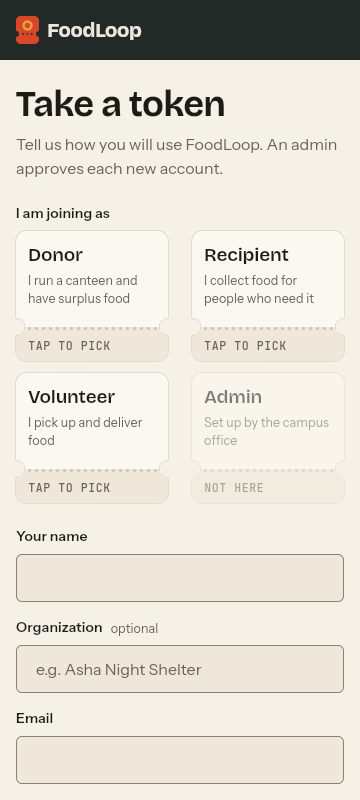 FoodLoop
Take a token
Tell us how you will use FoodLoop. An admin
approves each new account.
I am joining as
Donor
I run a canteen and
have surplus food
TAP TO PICK
Recipient
I collect food for
people who need it
TAP TO PICK
Volunteer
I pick up and deliver
food
TAP TO PICK
Admin
Set up by the campus
office
NOT HERE
Your name
Organization optional
e.g. Asha Night Shelter
Email